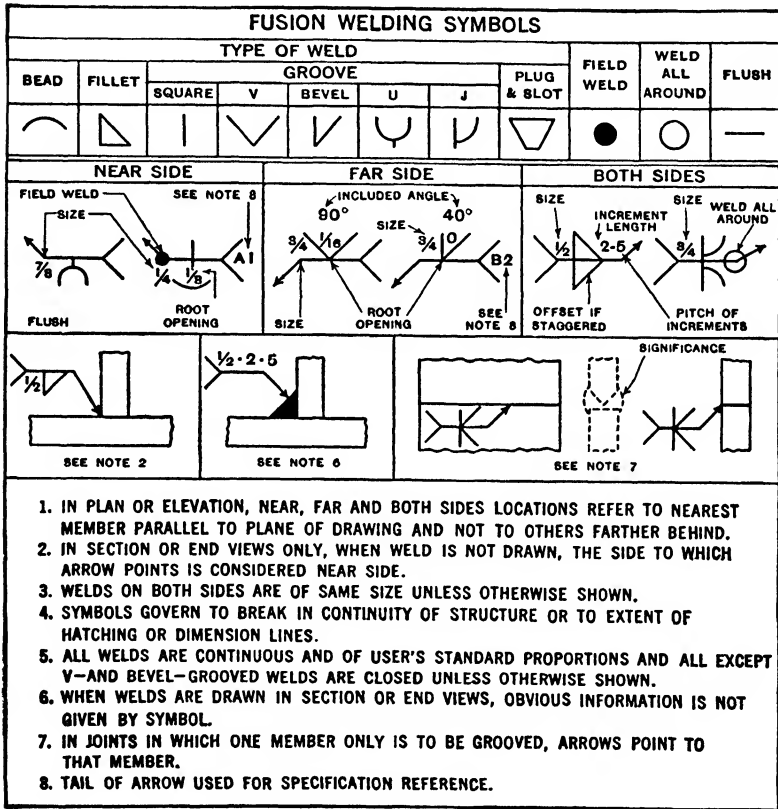 FUSION WELDING SYMBOLS
TYPE OF WELD
BEAD
FILLET
GROOVE
SQUARE
V
BEVEL
U
J
PLUG
& SLOT
FIELD
WELD
WELD
ALL
AROUND
FLUSH
NEAR SIDE
FIELD WELD
SEE NOTE 8
SIZE
7/8
1/4
1/8
A1
FLUSH
ROOT
OPENING
FAR SIDE
INCLUDED ANGLE
90°
40°
3/4
1/16
SIZE
3/4
0
B2
SIZE
ROOT
OPENING
SEE
NOTE 8
BOTH SIDES
SIZE
INCREMENT
LENGTH
SIZE
WELD ALL
AROUND
1/2
2-5
3/4
OFFSET IF
STAGGERED
PITCH OF
INCREMENTS
1/2
SEE NOTE 2
1/2·2·5
SEE NOTE 6
SIGNIFICANCE
SEE NOTE 7
1. IN PLAN OR ELEVATION, NEAR, FAR AND BOTH SIDES LOCATIONS REFER TO NEAREST
MEMBER PARALLEL TO PLANE OF DRAWING AND NOT TO OTHERS FARTHER BEHIND.
2. IN SECTION OR END VIEWS ONLY, WHEN WELD IS NOT DRAWN, THE SIDE TO WHICH
ARROW POINTS IS CONSIDERED NEAR SIDE.
3. WELDS ON BOTH SIDES ARE OF SAME SIZE UNLESS OTHERWISE SHOWN.
4. SYMBOLS GOVERN TO BREAK IN CONTINUITY OF STRUCTURE OR TO EXTENT OF
HATCHING OR DIMENSION LINES.
5. ALL WELDS ARE CONTINUOUS AND OF USER'S STANDARD PROPORTIONS AND ALL EXCEPT
V-AND BEVEL-GROOVED WELDS ARE CLOSED UNLESS OTHERWISE SHOWN.
6. WHEN WELDS ARE DRAWN IN SECTION OR END VIEWS, OBVIOUS INFORMATION IS NOT
GIVEN BY SYMBOL.
7. IN JOINTS IN WHICH ONE MEMBER ONLY IS TO BE GROOVED, ARROWS POINT TO
THAT MEMBER.
8. TAIL OF ARROW USED FOR SPECIFICATION REFERENCE.